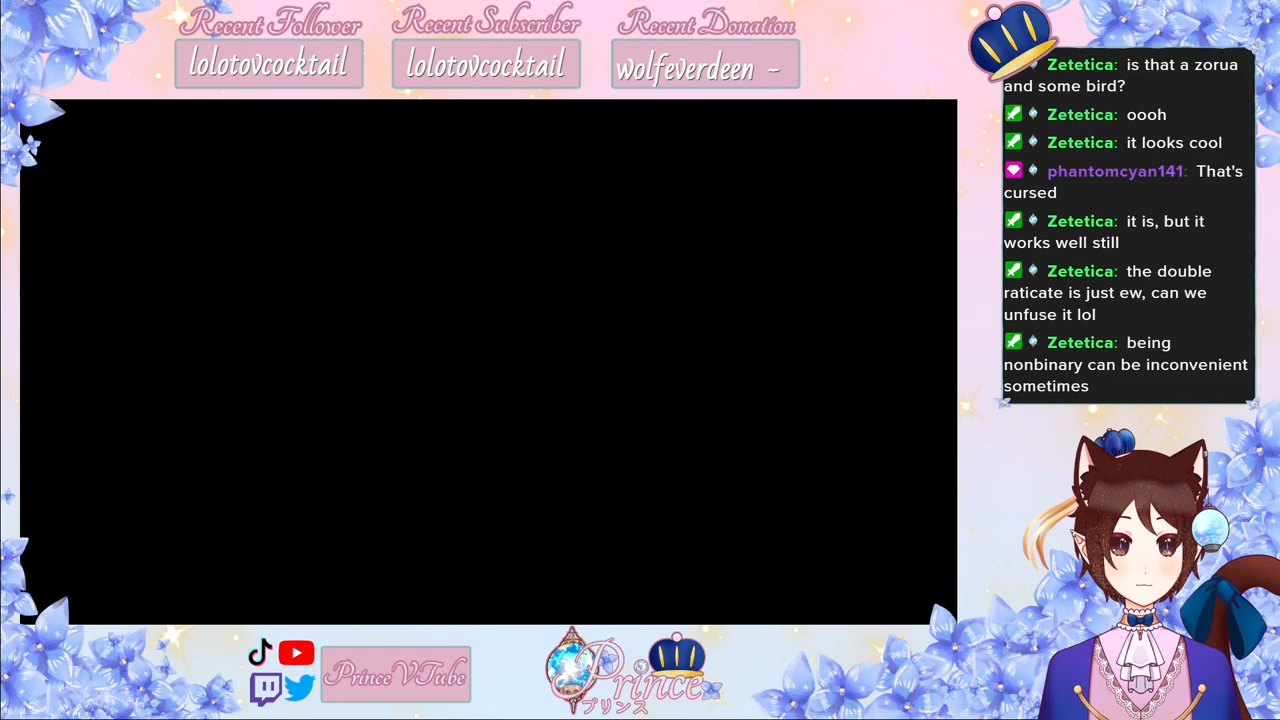 Recent Follower
lolotovcocktail
Recent Subscriber
lolotovcocktail
Recent Donation
wolfeverdeen -
Zetetica: is that a zorua
and some bird?
Zetetica: oooh
Zetetica: it looks cool
phantomcyan141: That's
cursed
Zetetica: it is, but it
works well still
Zetetica: the double
raticate is just ew, can we
unfuse it lol
Zetetica: being
nonbinary can be inconvenient
sometimes
Prince VTube
Prince
プリンス